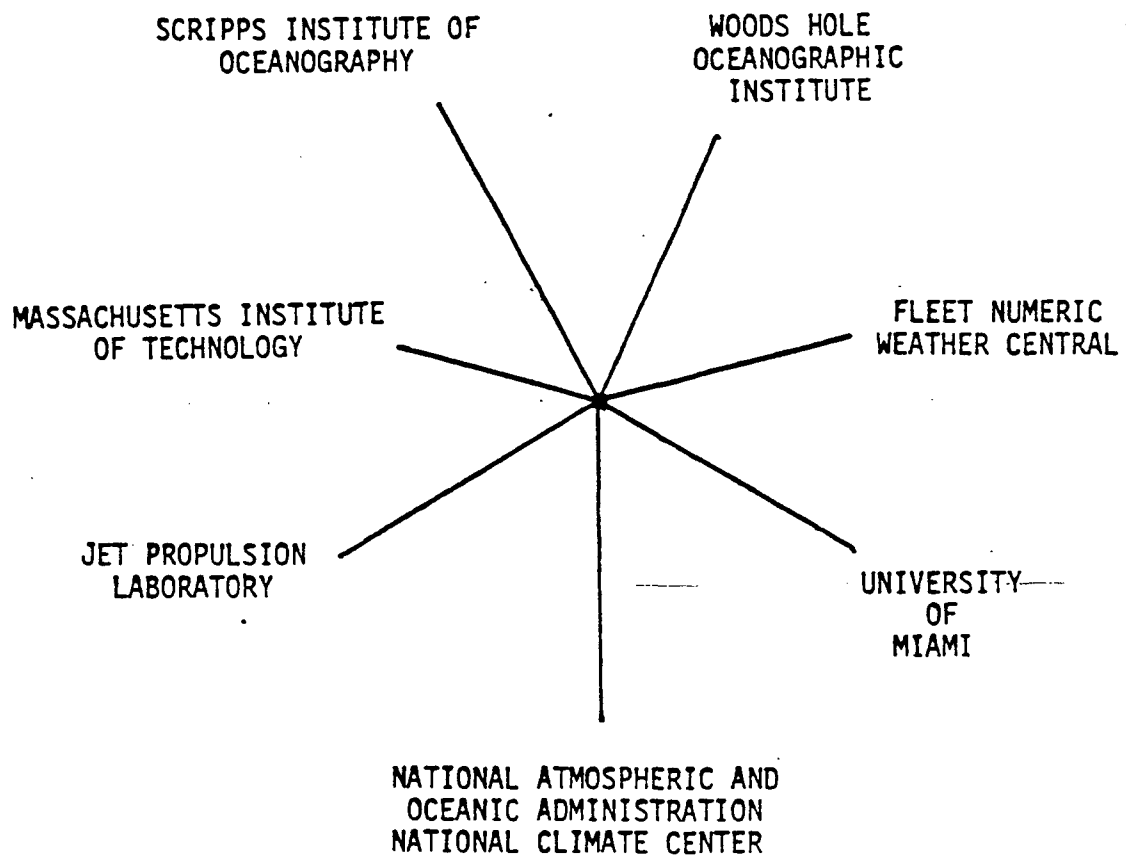 SCRIPPS INSTITUTE OF
OCEANOGRAPHY
WOODS HOLE
OCEANOGRAPHIC
INSTITUTE
MASSACHUSETTS INSTITUTE
OF TECHNOLOGY
FLEET NUMERIC
WEATHER CENTRAL
JET PROPULSION
LABORATORY
UNIVERSITY
OF
MIAMI
NATIONAL ATMOSPHERIC AND
OCEANIC ADMINISTRATION
NATIONAL CLIMATE CENTER